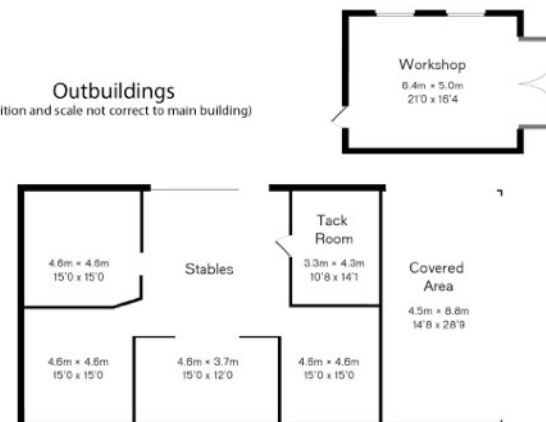 Outbuildings
ition and scale not correct to main building)
Workshop
6.4m × 5.0m
21'0 x 16'4
4.6m × 4.6m
15'0 x 15'0
Stables
Tack
Room
3.3m × 4.3m
10'8 x 14'1
Covered
Area
4.5m × 8.8m
14'8 x 28'9
4.6m × 4.6m
15'0 x 15'0
4.6m × 3.7m
15'0 x 12'0
4.6m × 4.6m
15'0 x 15'0